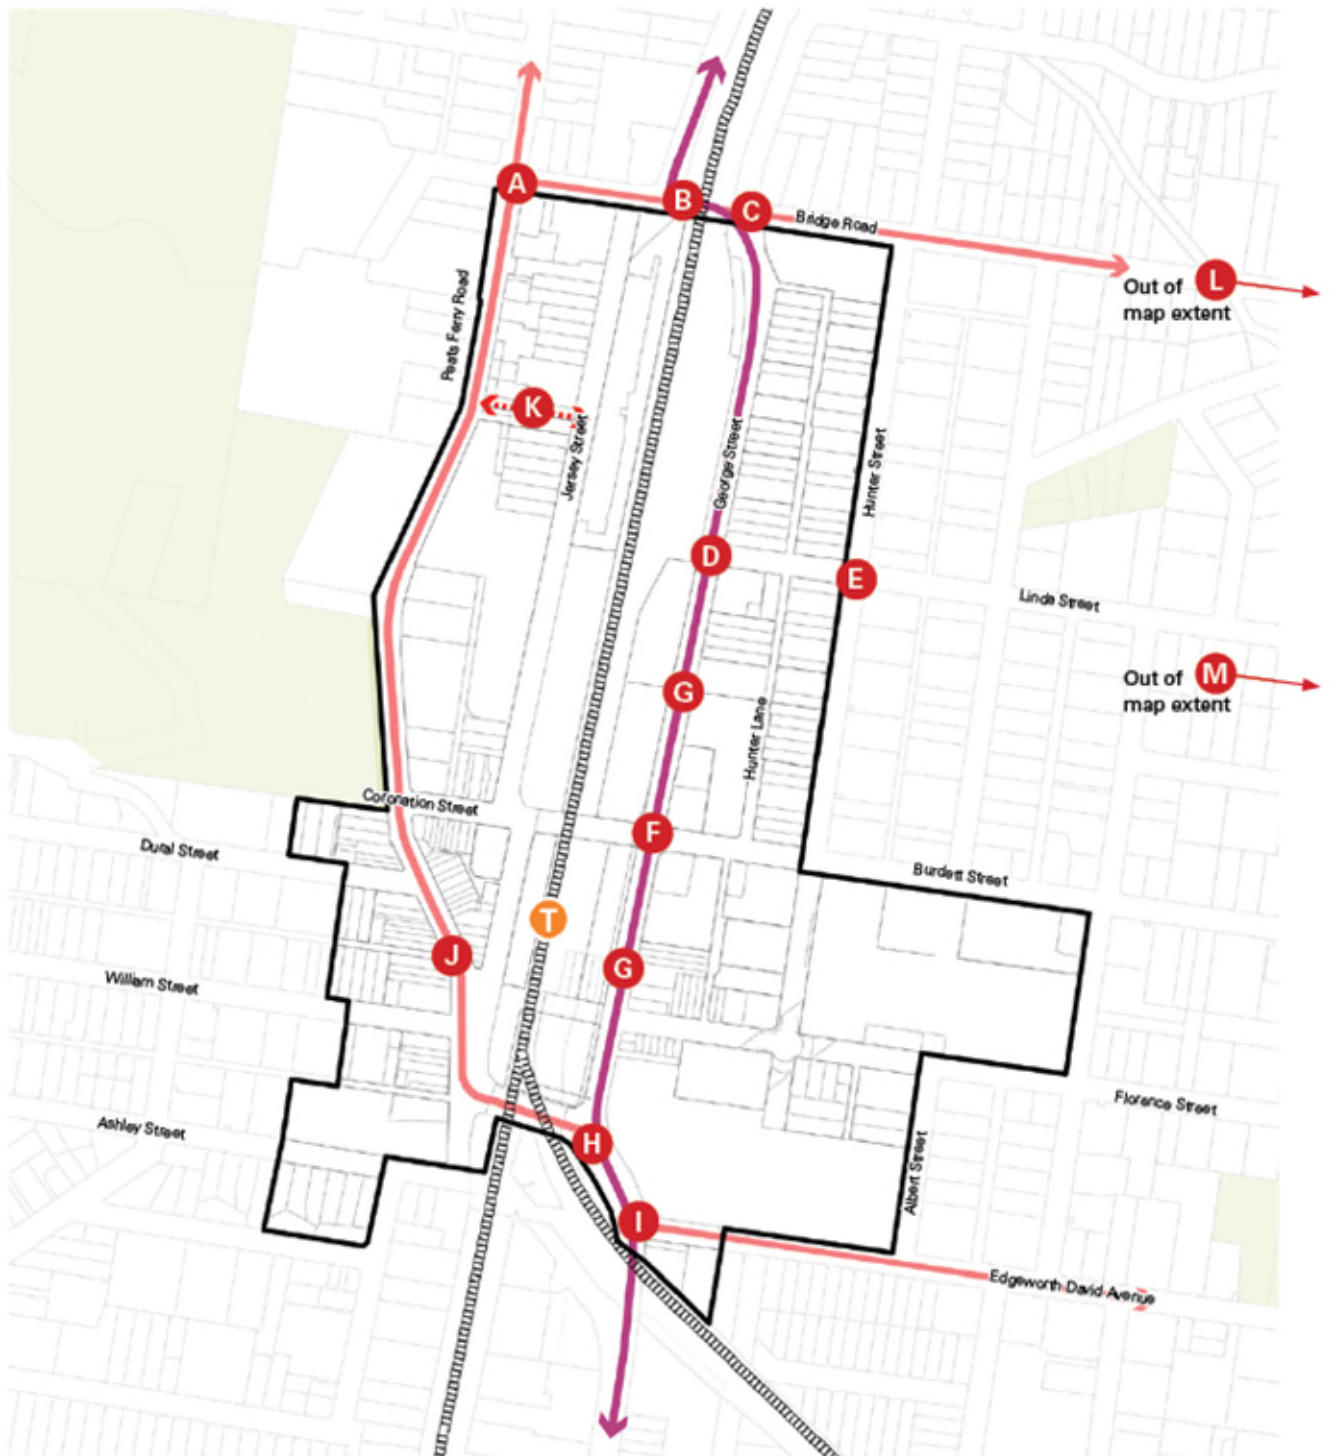 A
B
C
Bridge Road
L
Out of
map extent
Peats Ferry Road
K
Jersey Street
George Street
Hunter Street
D
E
Linda Street
M
Out of
map extent
G
Hunter Lane
Coronation Street
F
Dural Street
Burdett Street
T
J
G
William Street
Florence Street
Ashley Street
H
Albert Street
I
Edgeworth David Avenue